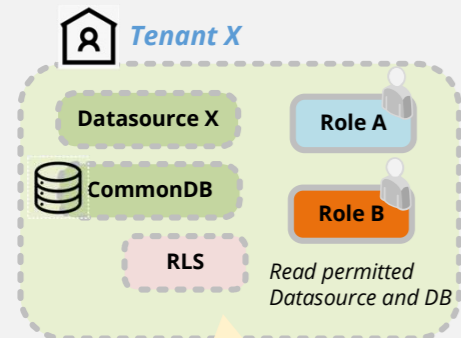 Tenant X
Datasource X
Role A
CommonDB
Role B
RLS
Read permitted
Datasource and DB